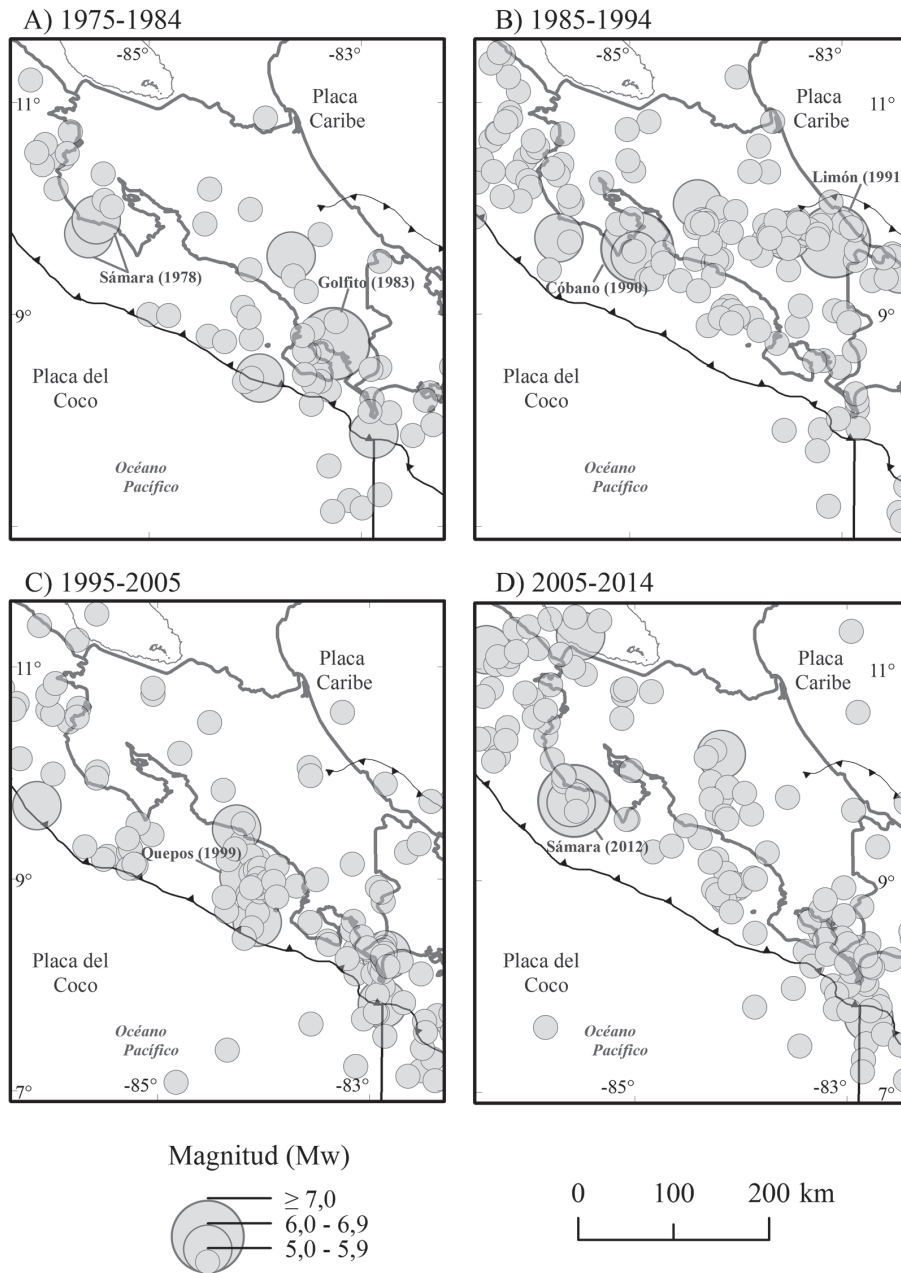 A) 1975-1984
-85°
-83°
11°
Placa
Caribe
Sámara (1978)
Golfito (1983)
9°
Placa del
Coco
Océano
Pacífico
B) 1985-1994
-85°
-83°
Placa
Caribe
11°
Limón (1991)
Cóbano (1990)
9°
Placa del
Coco
Océano
Pacífico
C) 1995-2005
11°
Placa
Caribe
Quepos (1999)
9°
Placa del
Coco
Océano
Pacífico
7°
-85°
-83°
D) 2005-2014
Placa
Caribe
11°
Sámara (2012)
9°
Placa del
Coco
Océano
Pacífico
-85°
-83°
7°
Magnitud (Mw)
≥ 7,0
6,0 - 6,9
5,0 - 5,9
0 100 200 km